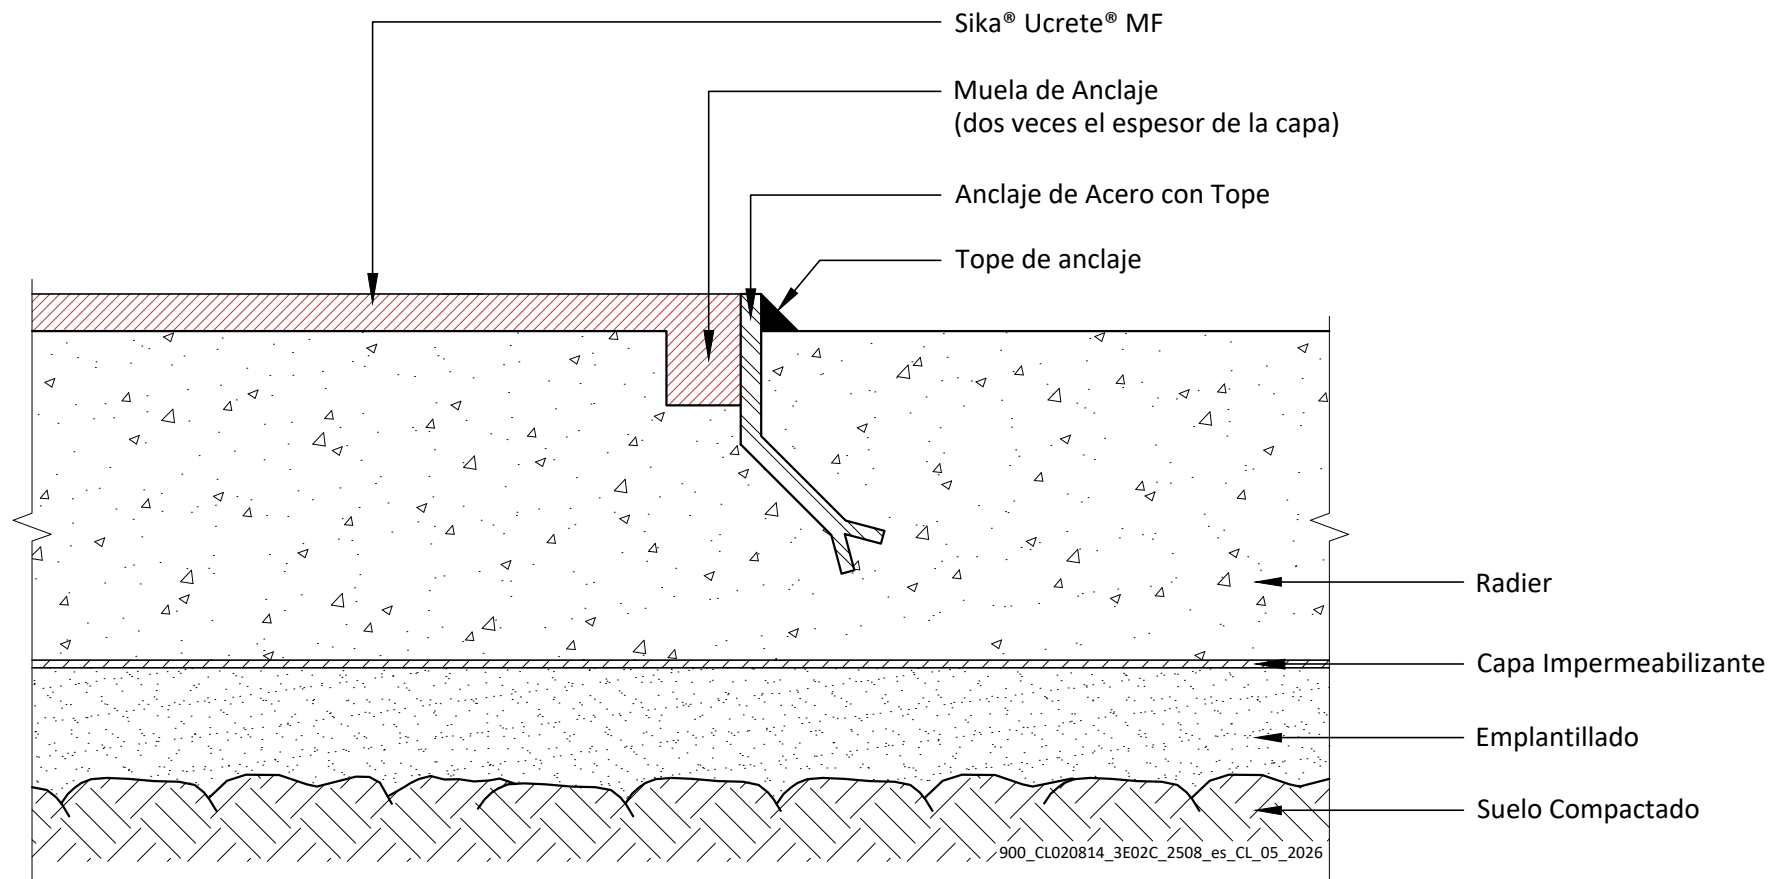 Sika® Ucrete® MF
Muela de Anclaje
(dos veces el espesor de la capa)
Anclaje de Acero con Tope
Tope de anclaje
Radier
Capa Impermeabilizante
Emplantillado
Suelo Compactado
900_CL020814_3E02C_2508_es_CL_05_2026